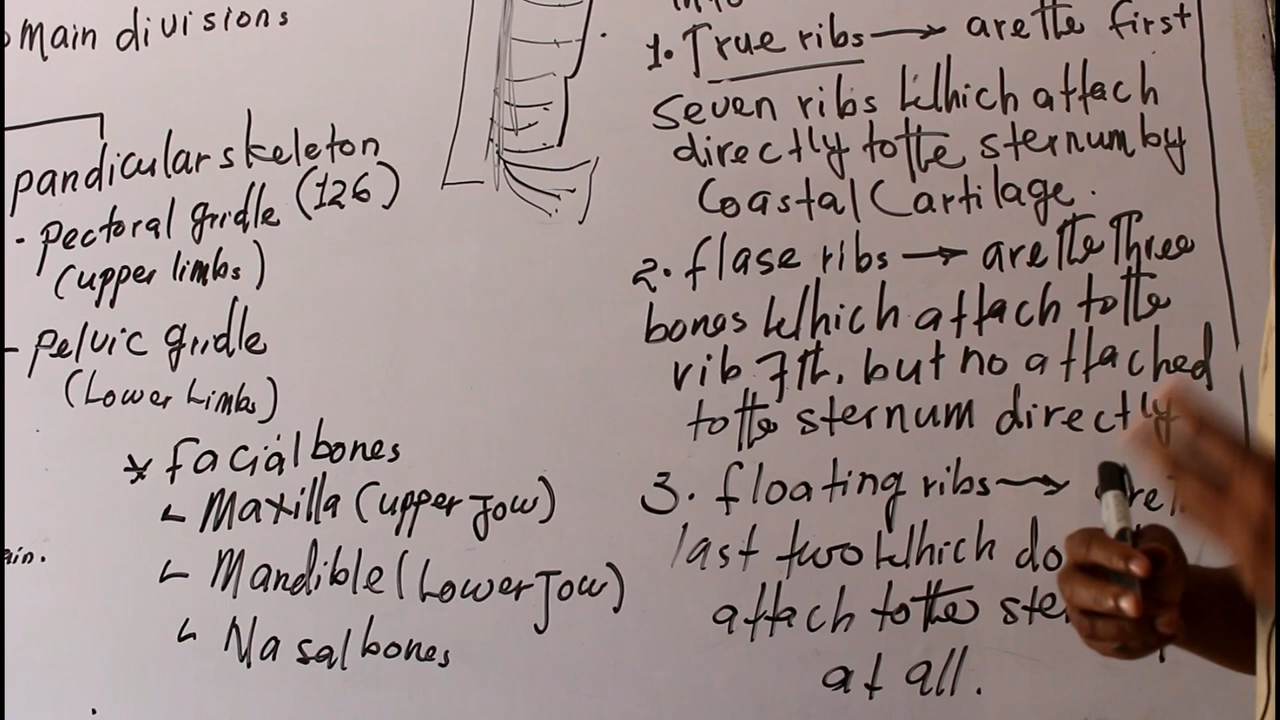 main divisions
pandicular skeleton
- Pectoral girdle (126)
(upper limbs)
- Pelvic girdle
(Lower Limbs)
* facial bones
Maxilla (upper Jow)
Mandible (Lower Jow)
Nasal bones
ain.
1. True ribs → are the first
seven ribs Which attach
directly to the sternum by
Coastal Cartilage.
2. flase ribs → are the Three
bones Which attach to the
rib 7th, but no attached
to the sternum directly
3. floating ribs →
last two Which do
attach to the
at all.